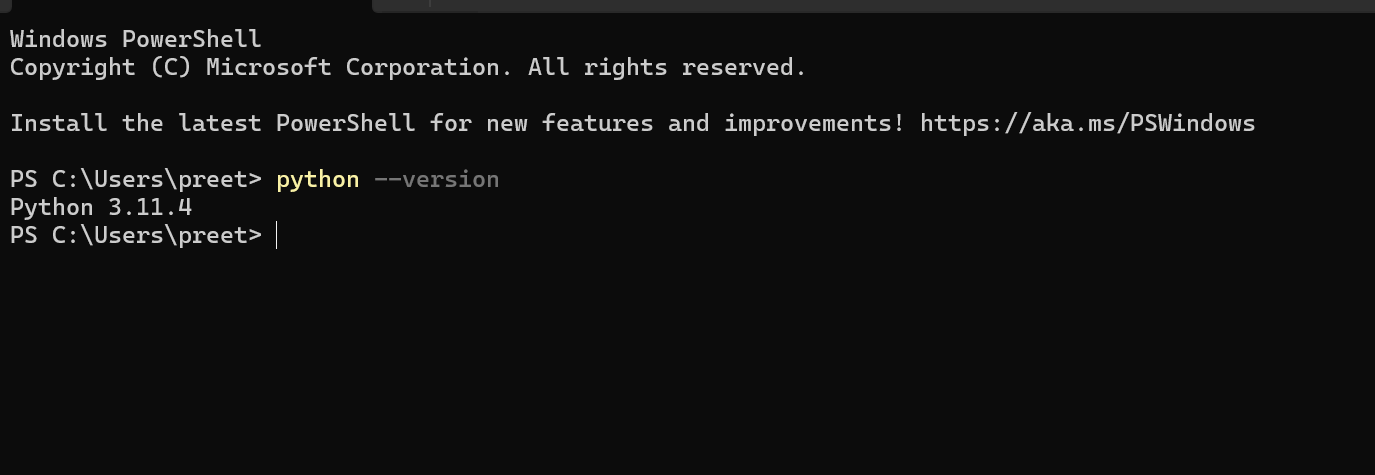 Windows PowerShell
Copyright (C) Microsoft Corporation. All rights reserved.
Install the latest PowerShell for new features and improvements! https://aka.ms/PSWindows
PS C:\Users\preet> python --version
Python 3.11.4
PS C:\Users\preet>